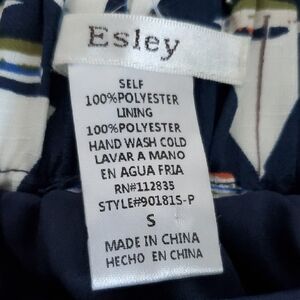 Esley
SELF
100%POLYESTER
LINING
100%POLYESTER
HAND WASH COLD
LAVAR A MANO
EN AGUA FRIA
RN#112835
STYLE#90181S-P
S
MADE IN CHINA
HECHO EN CHINA